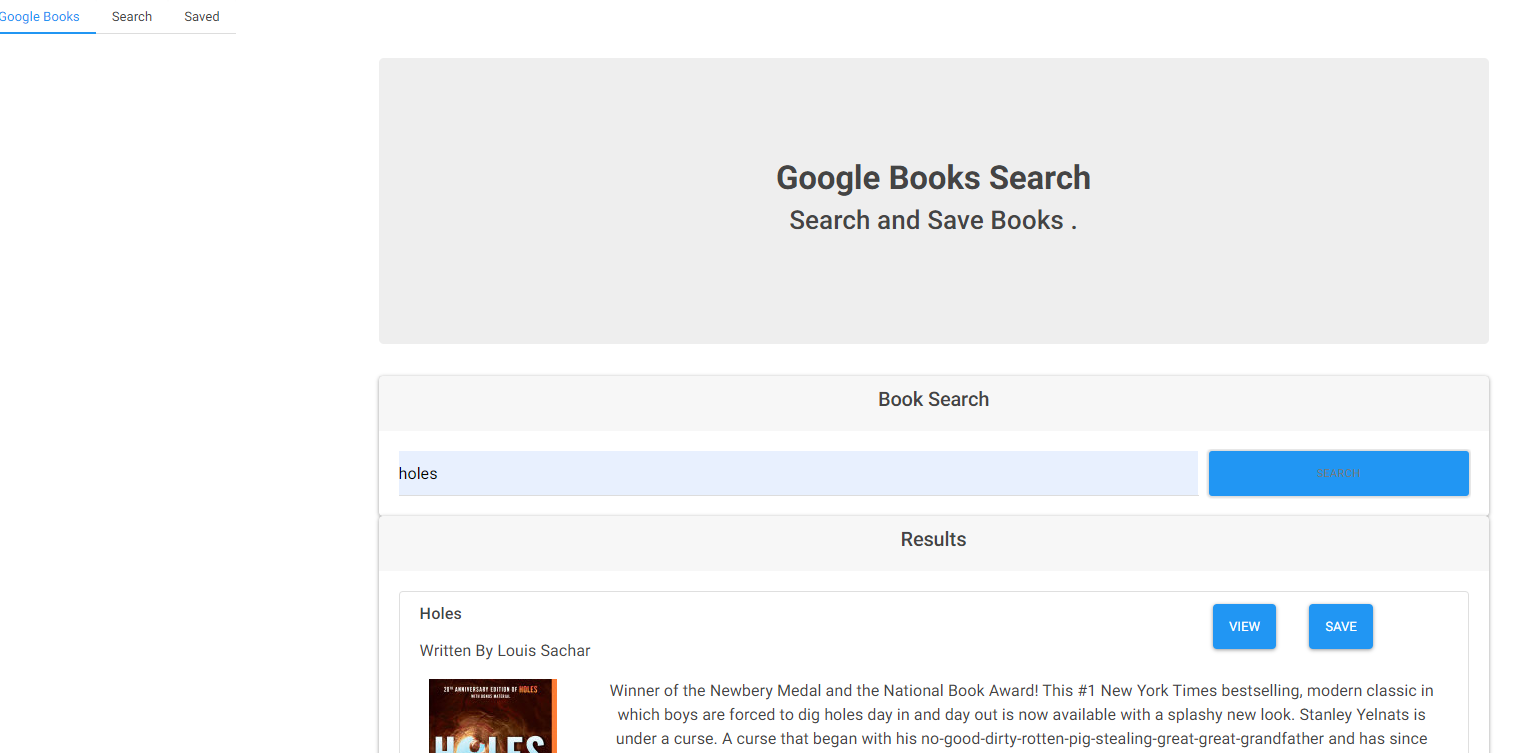 Google Books Search Saved
Google Books Search
Search and Save Books .
Book Search
holes SEARCH
Results
Holes VIEW SAVE
Written By Louis Sachar
20TH ANNIVERSARY EDITION OF HOLES
WITH BONUS MATERIAL
HOLES
Winner of the Newbery Medal and the National Book Award! This #1 New York Times bestselling, modern classic in
which boys are forced to dig holes day in and day out is now available with a splashy new look. Stanley Yelnats is
under a curse. A curse that began with his no-good-dirty-rotten-pig-stealing-great-great-grandfather and has since